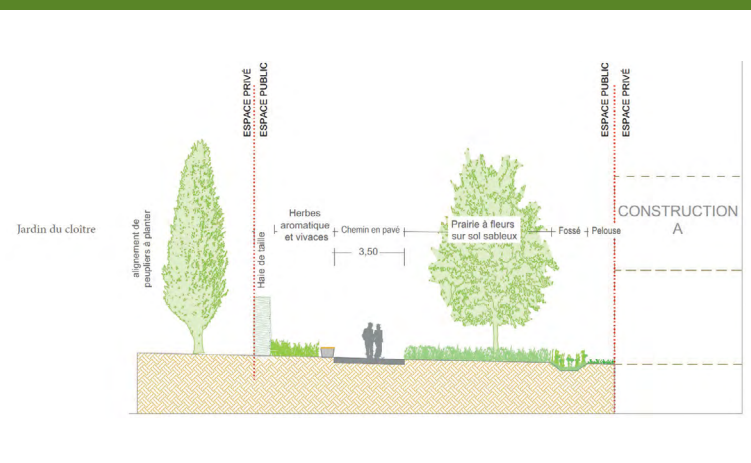 Jardin du cloître
alignement de
peupliers à planter
ESPACE PRIVÉ
ESPACE PUBLIC
Haie de taille
Herbes
aromatique
et vivaces
Chemin en pavé
3,50
Prairie à fleurs
sur sol sableux
Fossé
Pelouse
ESPACE PUBLIC
ESPACE PRIVÉ
CONSTRUCTION
A